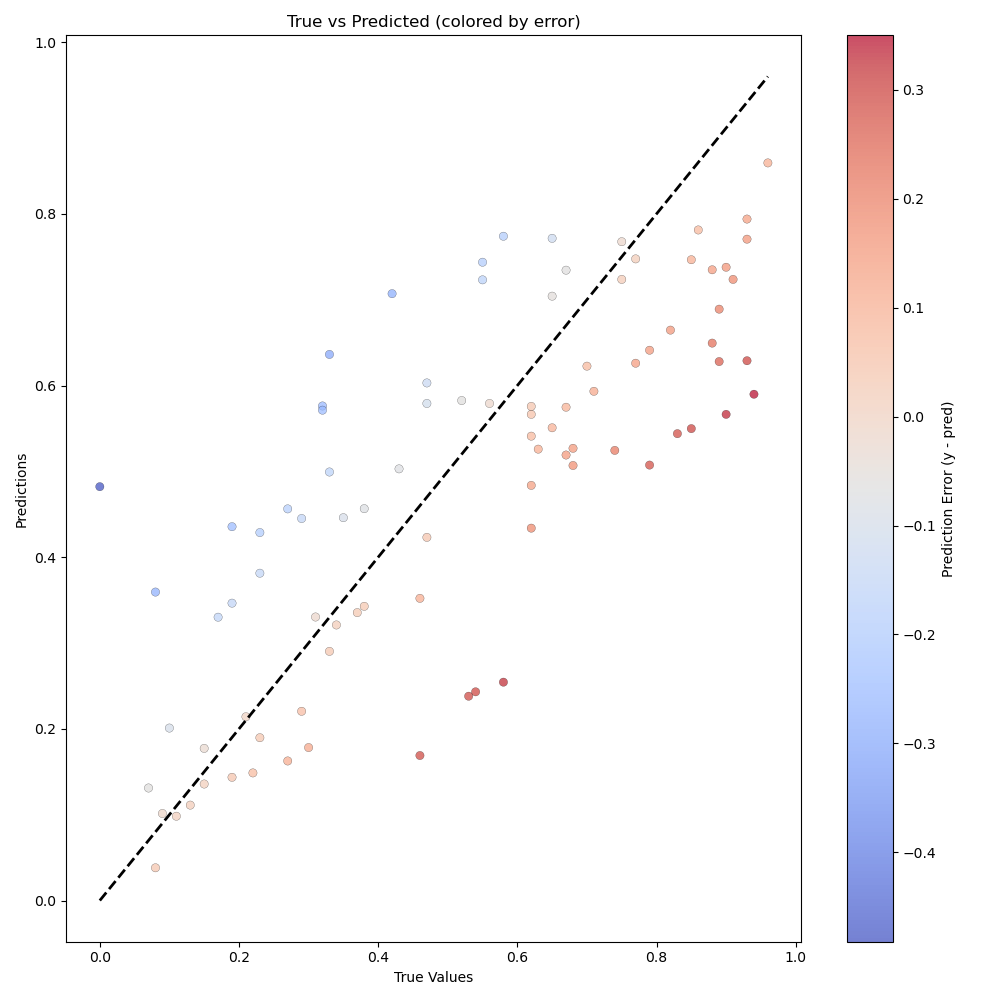 True vs Predicted (colored by error)
1.0
0.8
0.6
0.4
0.2
0.0
Predictions
0.0 0.2 0.4 0.6 0.8 1.0
True Values
0.3
0.2
0.1
0.0
−0.1
−0.2
−0.3
−0.4
Prediction Error (y - pred)